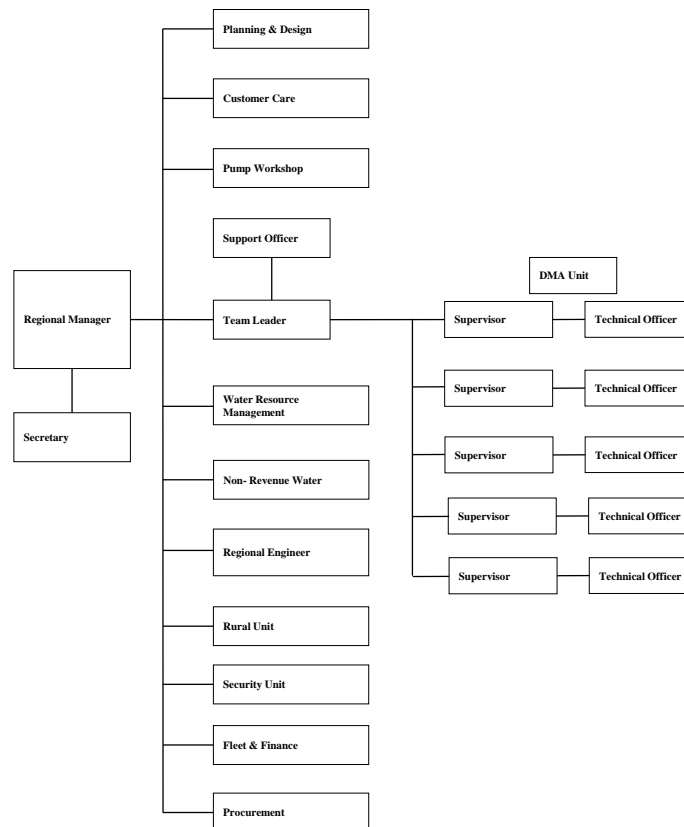 Planning & Design
Customer Care
Pump Workshop
Support Officer
DMA Unit
Regional Manager
Team Leader
Supervisor
Technical Officer
Supervisor
Technical Officer
Water Resource
Management
Secretary
Supervisor
Technical Officer
Non- Revenue Water
Supervisor
Technical Officer
Regional Engineer
Supervisor
Technical Officer
Rural Unit
Security Unit
Fleet & Finance
Procurement